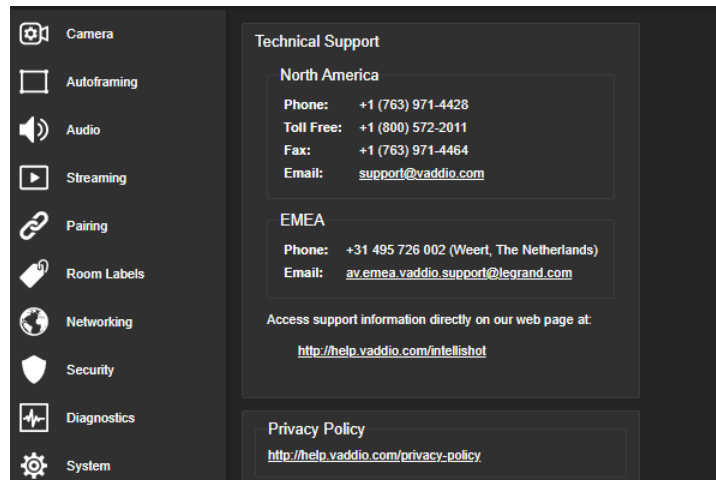 Camera
Autoframing
Audio
Streaming
Pairing
Room Labels
Networking
Security
Diagnostics
System
Technical Support
North America
Phone: +1 (763) 971-4428
Toll Free: +1 (800) 572-2011
Fax: +1 (763) 971-4464
Email: support@vaddio.com
EMEA
Phone: +31 495 726 002 (Weert, The Netherlands)
Email: av.emea.vaddio.support@legrand.com
Access support information directly on our web page at:
http://help.vaddio.com/intellishot
Privacy Policy
http://help.vaddio.com/privacy-policy